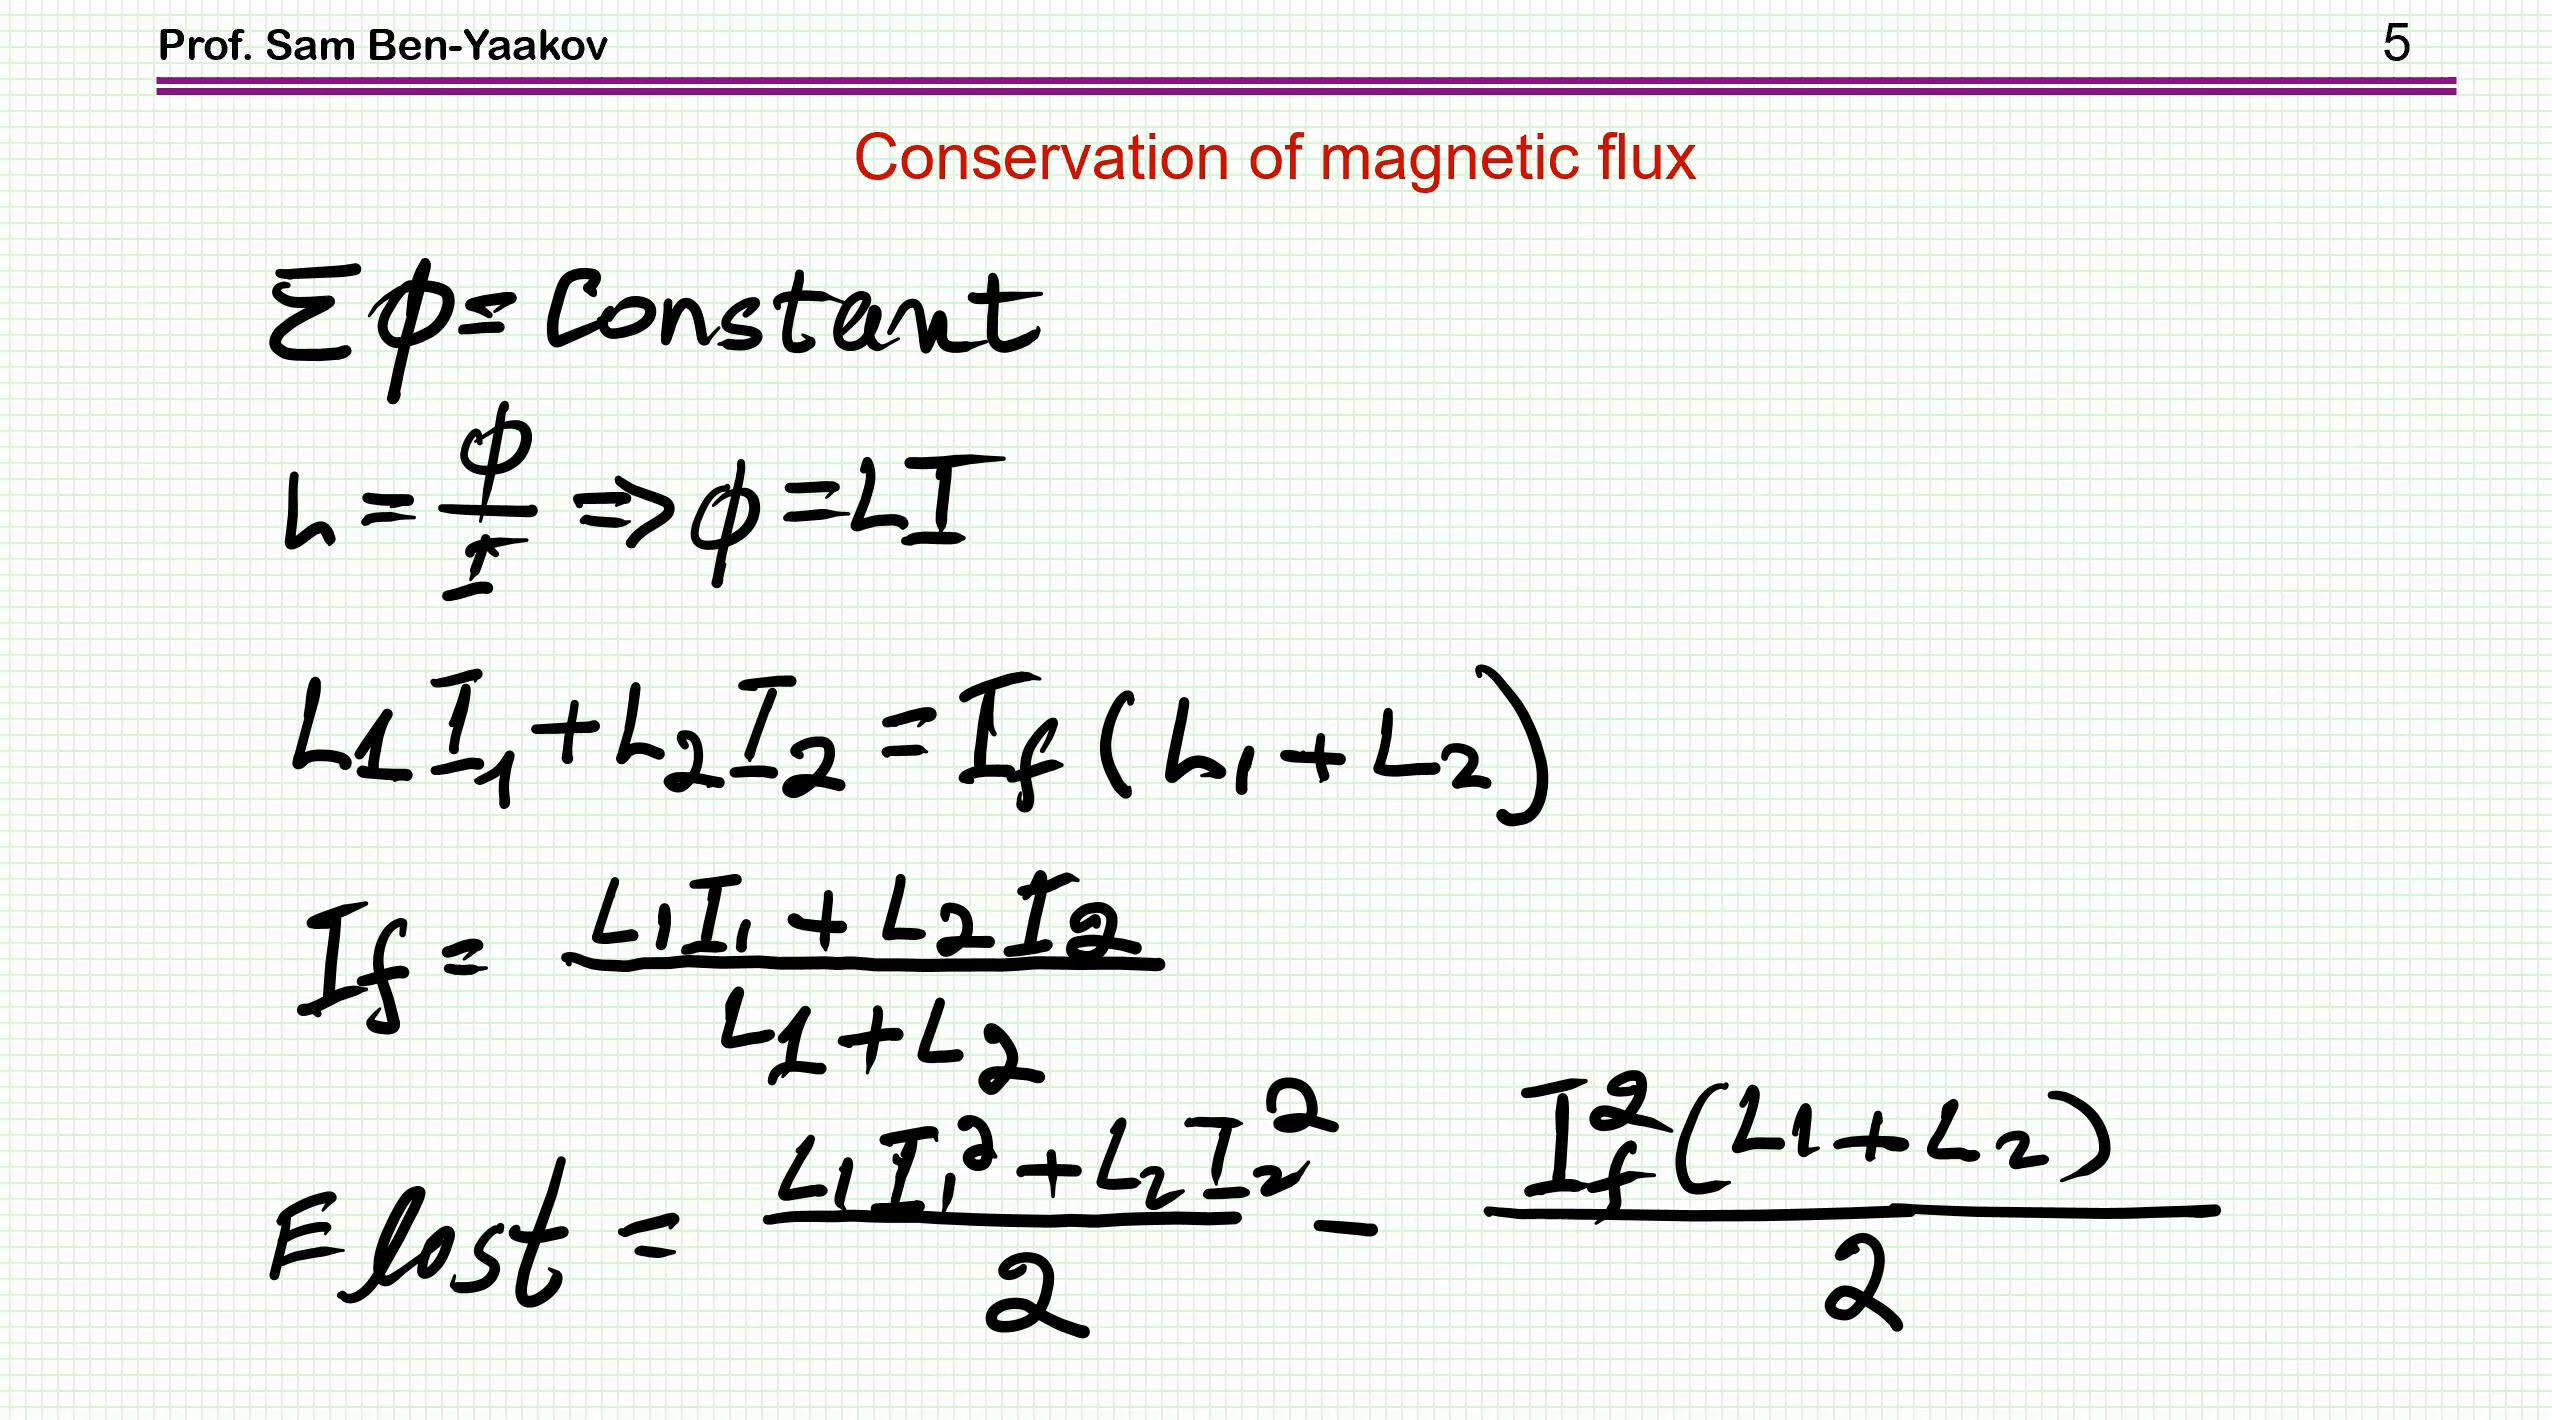 Prof. Sam Ben-Yaakov 5
Conservation of magnetic flux
Σφ = Constant
L = φ/I ⇒ φ = LI
L1I1 + L2I2 = If (L1 + L2)
If = (L1I1 + L2I2)/(L1 + L2)
Elost = (L1I1² + L2I2²)/2 - If²(L1 + L2)/2